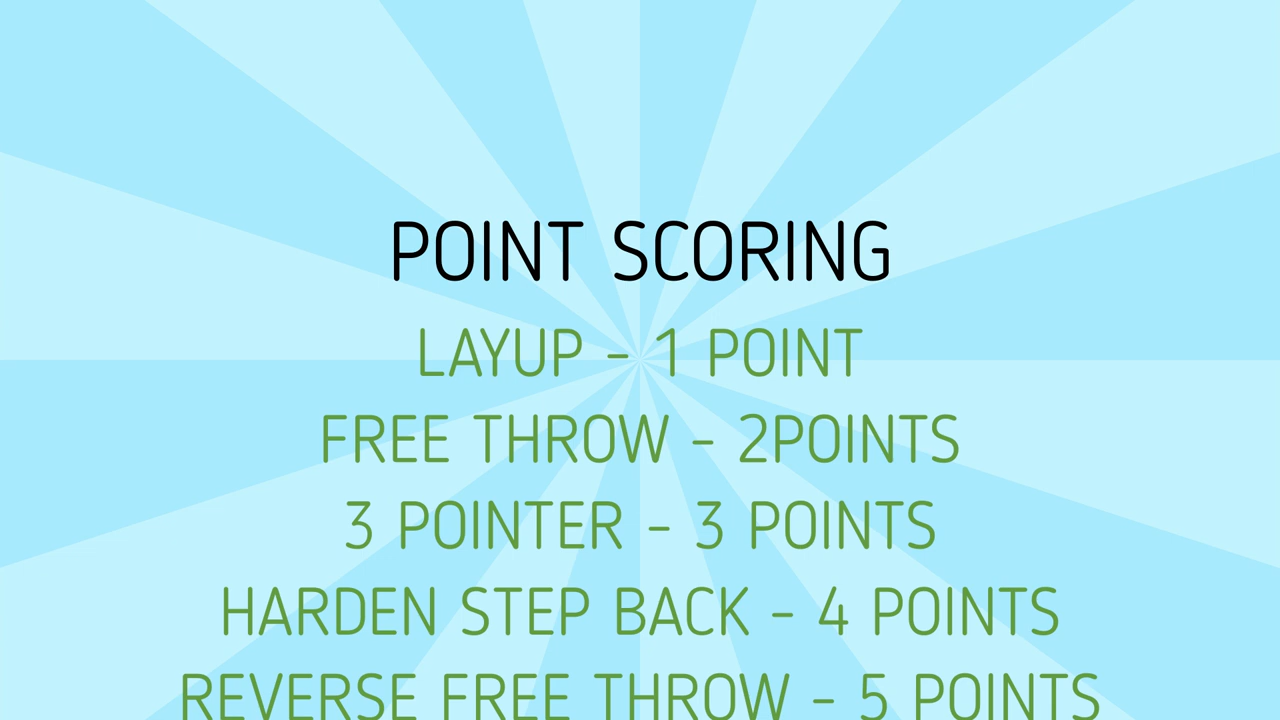 POINT SCORING
LAYUP - 1 POINT
FREE THROW - 2POINTS
3 POINTER - 3 POINTS
HARDEN STEP BACK - 4 POINTS
REVERSE FREE THROW - 5 POINTS